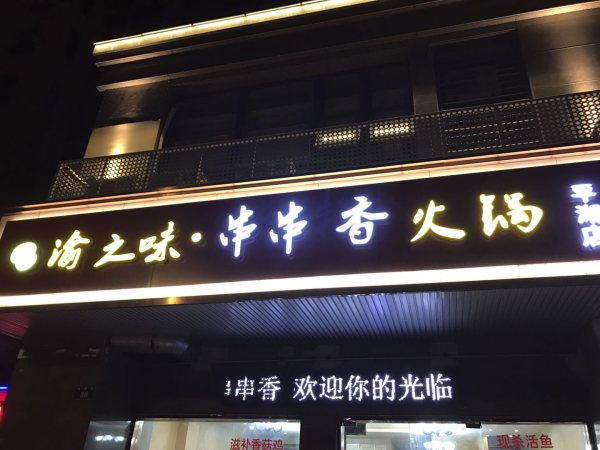 渝之味·串串香火锅
串香 欢迎你的光临
滋补香菇鸡
现杀活鱼